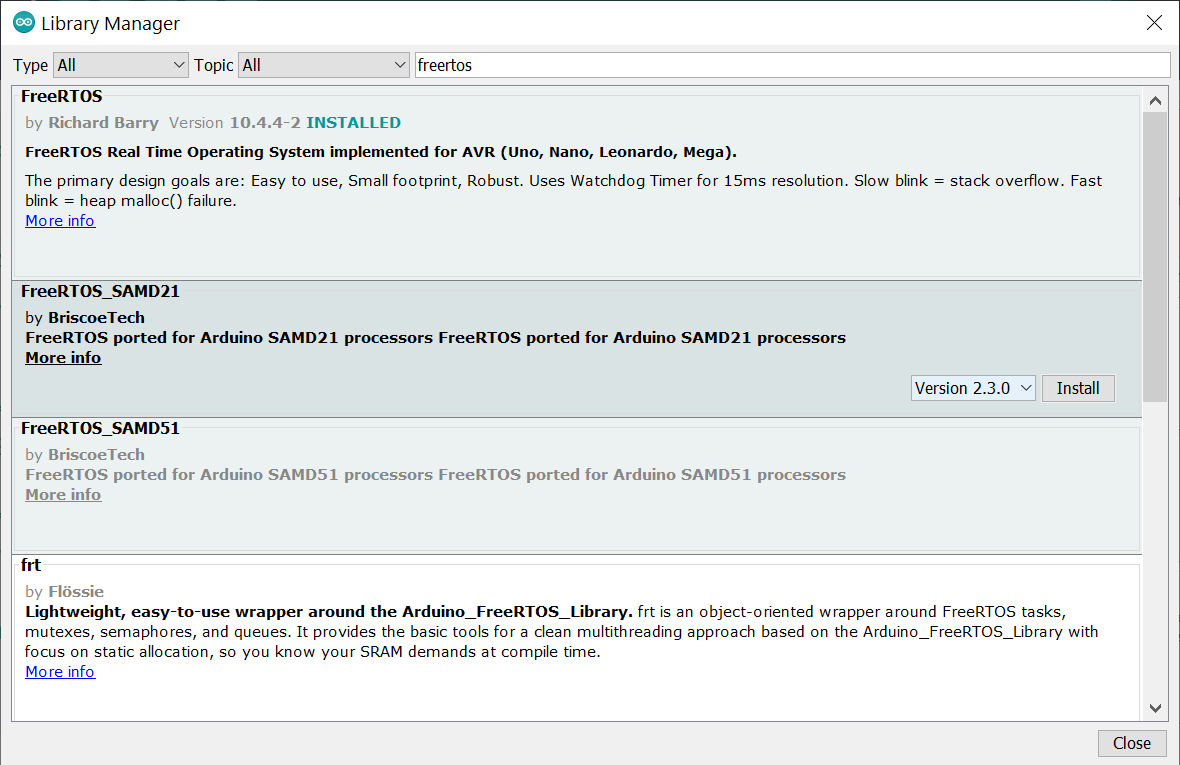 Library Manager
Type All Topic All freertos
FreeRTOS
by Richard Barry Version 10.4.4-2 INSTALLED
FreeRTOS Real Time Operating System implemented for AVR (Uno, Nano, Leonardo, Mega).
The primary design goals are: Easy to use, Small footprint, Robust. Uses Watchdog Timer for 15ms resolution. Slow blink = stack overflow. Fast
blink = heap malloc() failure.
More info
FreeRTOS_SAMD21
by BriscoeTech
FreeRTOS ported for Arduino SAMD21 processors FreeRTOS ported for Arduino SAMD21 processors
More info
Version 2.3.0 Install
FreeRTOS_SAMD51
by BriscoeTech
FreeRTOS ported for Arduino SAMD51 processors FreeRTOS ported for Arduino SAMD51 processors
More info
frt
by Flössie
Lightweight, easy-to-use wrapper around the Arduino_FreeRTOS_Library. frt is an object-oriented wrapper around FreeRTOS tasks,
mutexes, semaphores, and queues. It provides the basic tools for a clean multithreading approach based on the Arduino_FreeRTOS_Library with
focus on static allocation, so you know your SRAM demands at compile time.
More info
Close